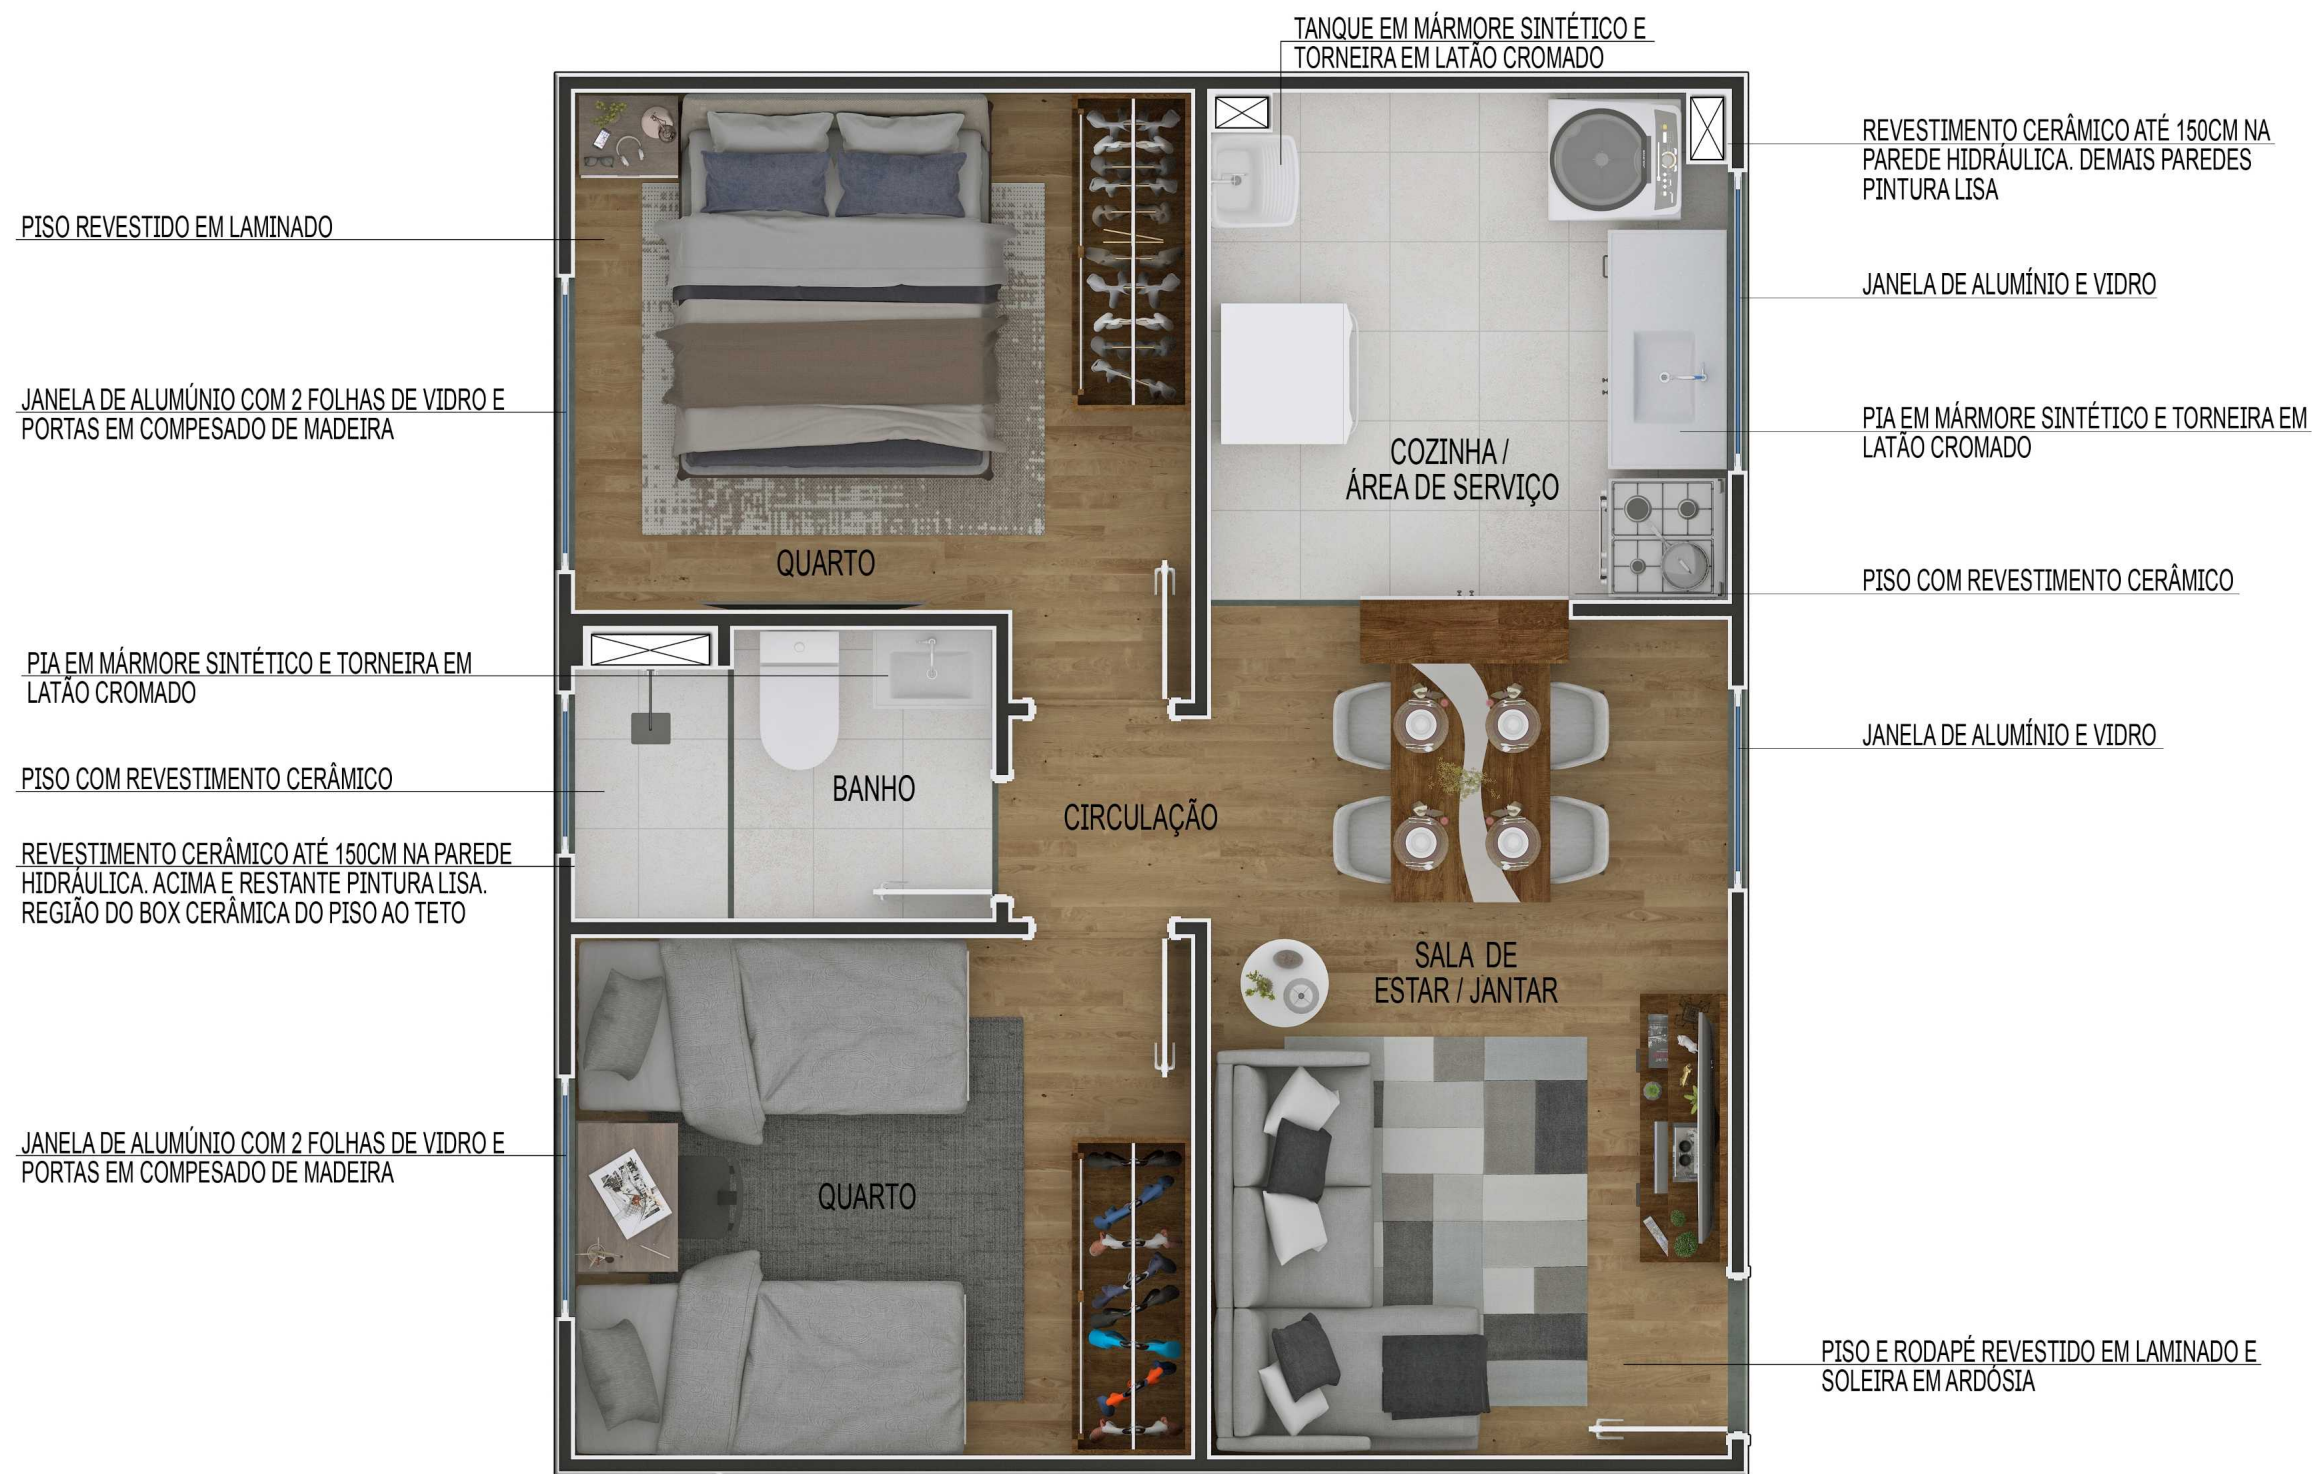 TANQUE EM MÁRMORE SINTÉTICO E
TORNEIRA EM LATÃO CROMADO
PISO REVESTIDO EM LAMINADO
JANELA DE ALUMÚNIO COM 2 FOLHAS DE VIDRO E
PORTAS EM COMPESADO DE MADEIRA
PIA EM MÁRMORE SINTÉTICO E TORNEIRA EM
LATÃO CROMADO
PISO COM REVESTIMENTO CERÂMICO
REVESTIMENTO CERÂMICO ATÉ 150CM NA PAREDE
HIDRÁULICA. ACIMA E RESTANTE PINTURA LISA.
REGIÃO DO BOX CERÂMICA DO PISO AO TETO
JANELA DE ALUMÚNIO COM 2 FOLHAS DE VIDRO E
PORTAS EM COMPESADO DE MADEIRA
QUARTO
COZINHA /
ÁREA DE SERVIÇO
BANHO
CIRCULAÇÃO
SALA DE
ESTAR / JANTAR
QUARTO
REVESTIMENTO CERÂMICO ATÉ 150CM NA
PAREDE HIDRÁULICA. DEMAIS PAREDES
PINTURA LISA
JANELA DE ALUMÍNIO E VIDRO
PIA EM MÁRMORE SINTÉTICO E TORNEIRA EM
LATÃO CROMADO
PISO COM REVESTIMENTO CERÂMICO
JANELA DE ALUMÍNIO E VIDRO
PISO E RODAPÉ REVESTIDO EM LAMINADO E
SOLEIRA EM ARDÓSIA